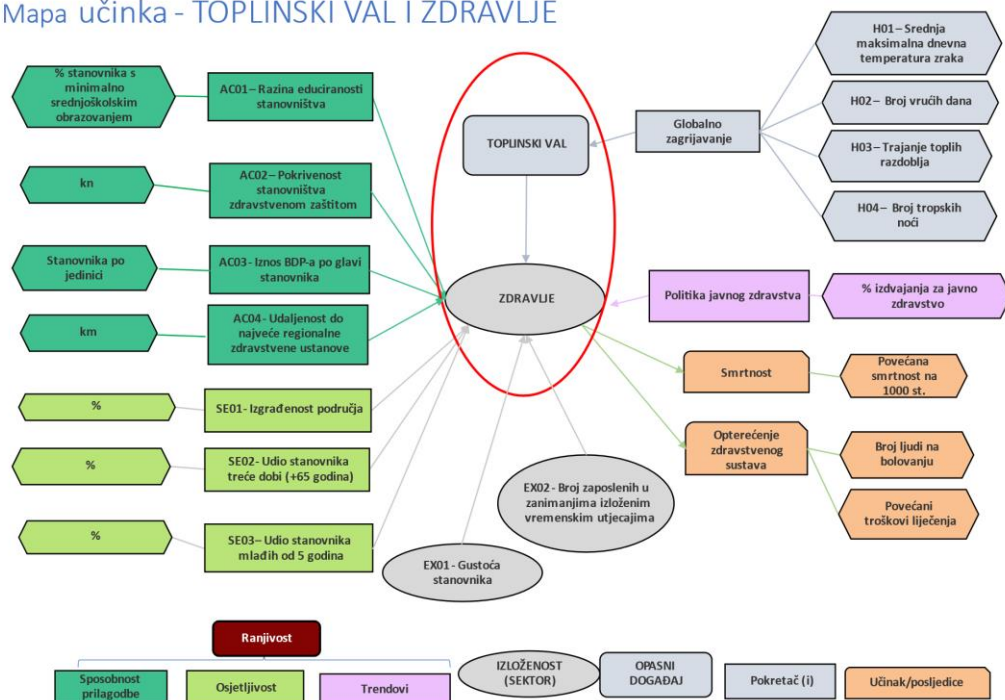 Mapa učinka - TOPLINSKI VAL I ZDRAVLJE
% stanovnika s
minimalno
srednjoškolskim
obrazovanjem
AC01– Razina educiranosti
stanovništva
kn
AC02– Pokrivenost
stanovništva
zdravstvenom zaštitom
Stanovnika po
jedinici
AC03- Iznos BDP-a po glavi
stanovnika
km
AC04- Udaljenost do
najveće regionalne
zdravstvene ustanove
%
SE01- Izgrađenost područja
%
SE02- Udio stanovnika
treće dobi (+65 godina)
%
SE03– Udio stanovnika
mlađih od 5 godina
TOPLINSKI VAL
ZDRAVLJE
EX01- Gustoća
stanovnika
EX02 - Broj zaposlenih u
zanimanjima izloženim
vremenskim utjecajima
Globalno
zagrijavanje
H01– Srednja
maksimalna dnevna
temperatura zraka
H02– Broj vrućih dana
H03– Trajanje toplih
razdoblja
H04– Broj tropskih
noći
Politika javnog zdravstva
% izdvajanja za javno
zdravstvo
Smrtnost
Povećana
smrtnost na
1000 st.
Opterećenje
zdravstvenog
sustava
Broj ljudi na
bolovanju
Povećani
troškovi liječenja
Ranjivost
Sposobnost
prilagodbe
Osjetljivost
Trendovi
IZLOŽENOST
(SEKTOR)
OPASNI
DOGAĐAJ
Pokretač (i)
Učinak/posljedice